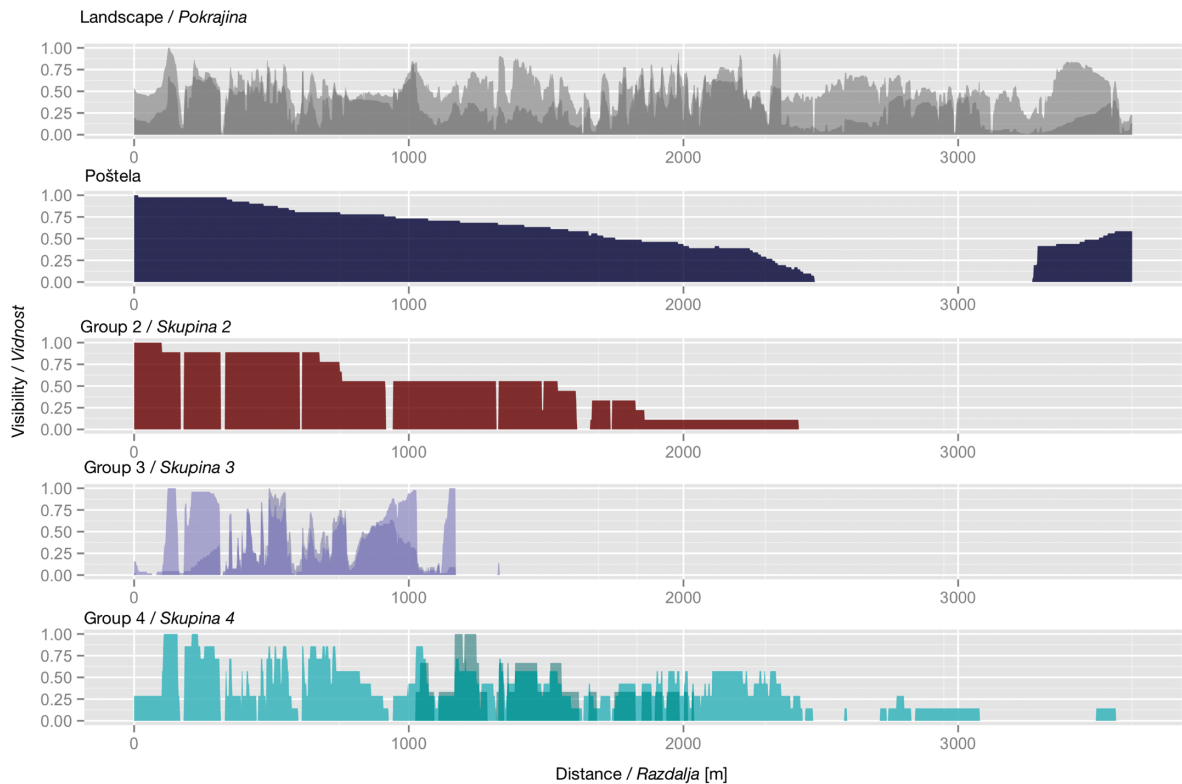 Landscape / Pokrajina
1.00
0.75
0.50
0.25
0.00
0 1000 2000 3000
Poštela
1.00
0.75
0.50
0.25
0.00
0 1000 2000 3000
Group 2 / Skupina 2
1.00
0.75
0.50
0.25
0.00
0 1000 2000 3000
Group 3 / Skupina 3
1.00
0.75
0.50
0.25
0.00
0 1000 2000 3000
Group 4 / Skupina 4
1.00
0.75
0.50
0.25
0.00
0 1000 2000 3000
Visibility / Vidnost
Distance / Razdalja [m]